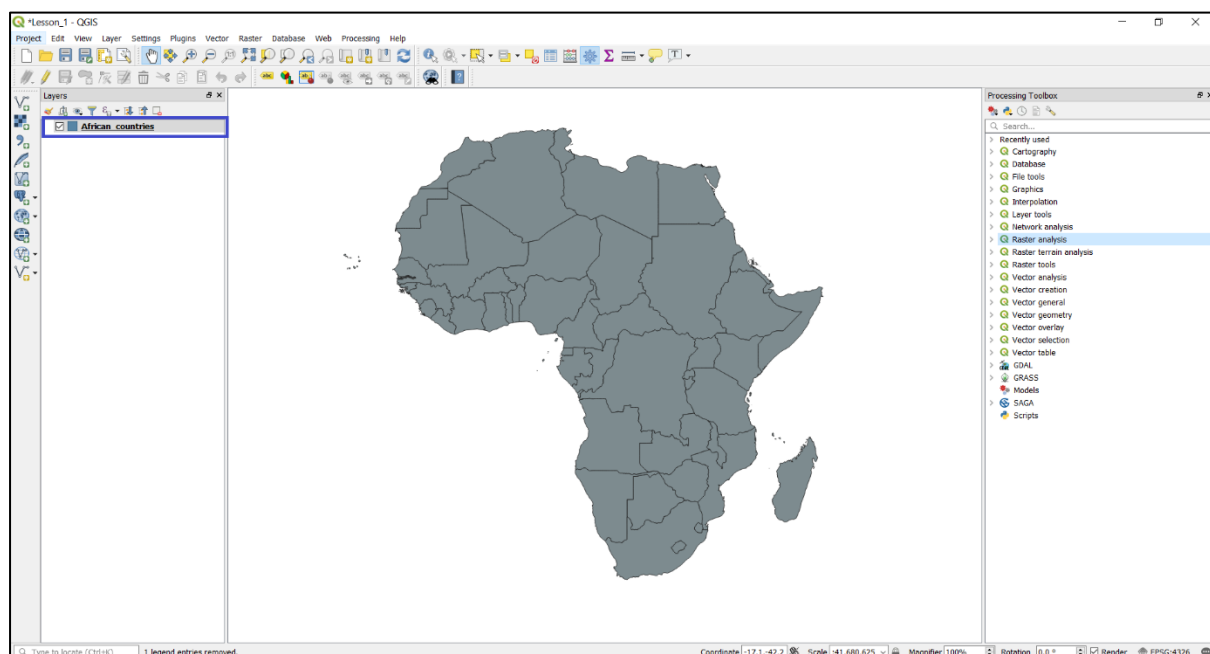 *Lesson_1 - QGIS
Project Edit View Layer Settings Plugins Vector Raster Database Web Processing Help
Layers
African_countries
Processing Toolbox
Search...
Recently used
Cartography
Database
File tools
Graphics
Interpolation
Layer tools
Network analysis
Raster analysis
Raster terrain analysis
Raster tools
Vector analysis
Vector creation
Vector general
Vector geometry
Vector overlay
Vector selection
Vector table
GDAL
GRASS
Models
SAGA
Scripts
Type to locate (Ctrl+K) 1 legend entries removed. Coordinate -17.1,-42.2 Scale :41,680,625 Magnifier 100% Rotation 0.0 ° Render EPSG:4326